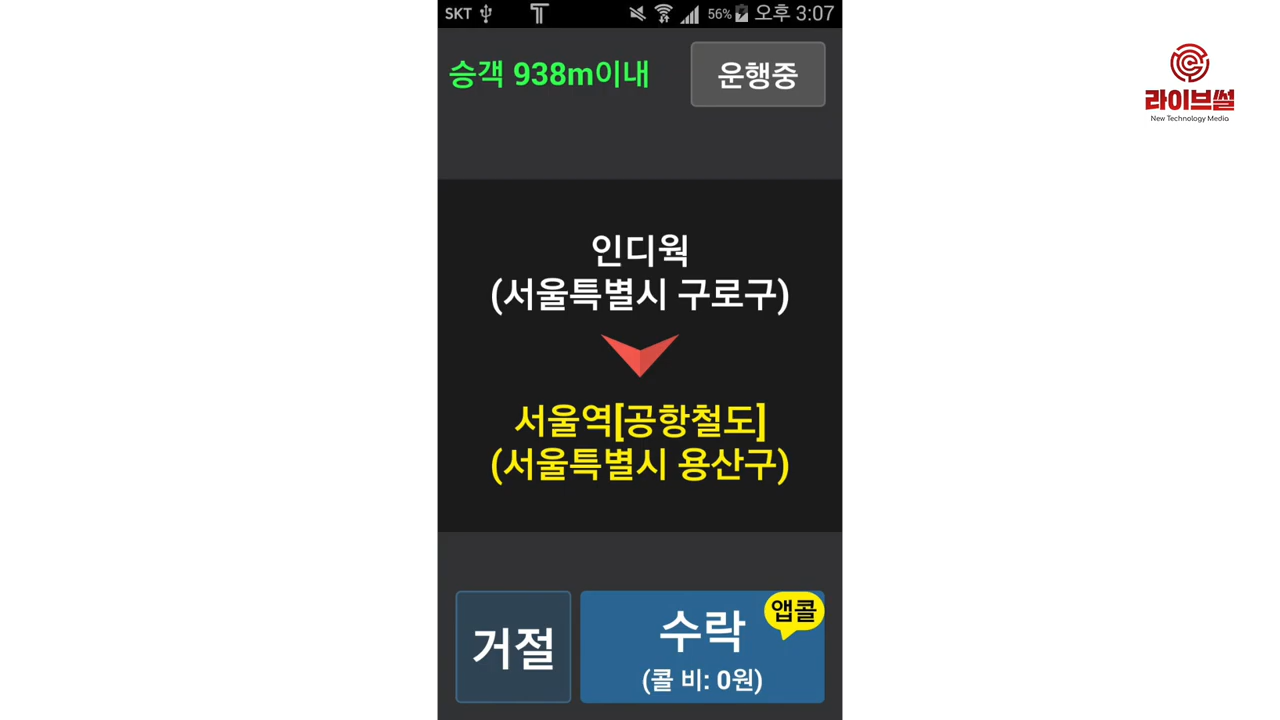 SKT 56% 오후 3:07
승객 938m이내
운행중
라이브썰
New Technology Media
인디웍
(서울특별시 구로구)
서울역[공항철도]
(서울특별시 용산구)
거절
수락
앱콜
(콜 비: 0원)